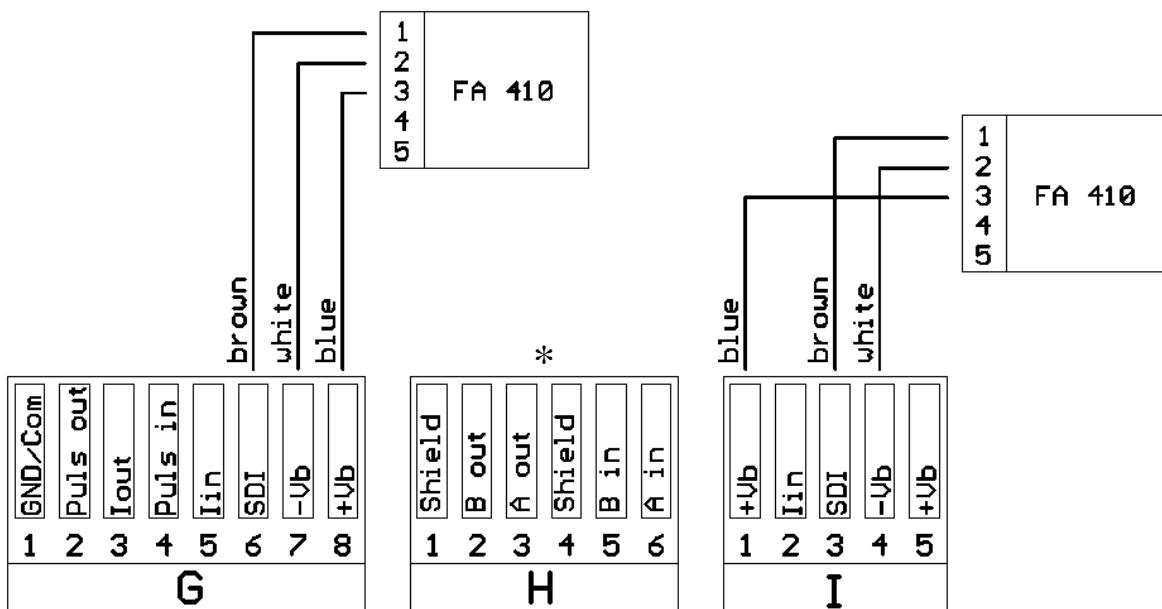 1
2
3
4
5
FA 410
1
2
3
4
5
FA 410
brown
white
blue
*
blue
brown
white
GND/Com
Puls out
Iout
Puls in
Iin
SDI
-Vb
+Vb
1 2 3 4 5 6 7 8
G
Shield
B out
A out
Shield
B in
A in
1 2 3 4 5 6
H
+Vb
Iin
SDI
-Vb
+Vb
1 2 3 4 5
I